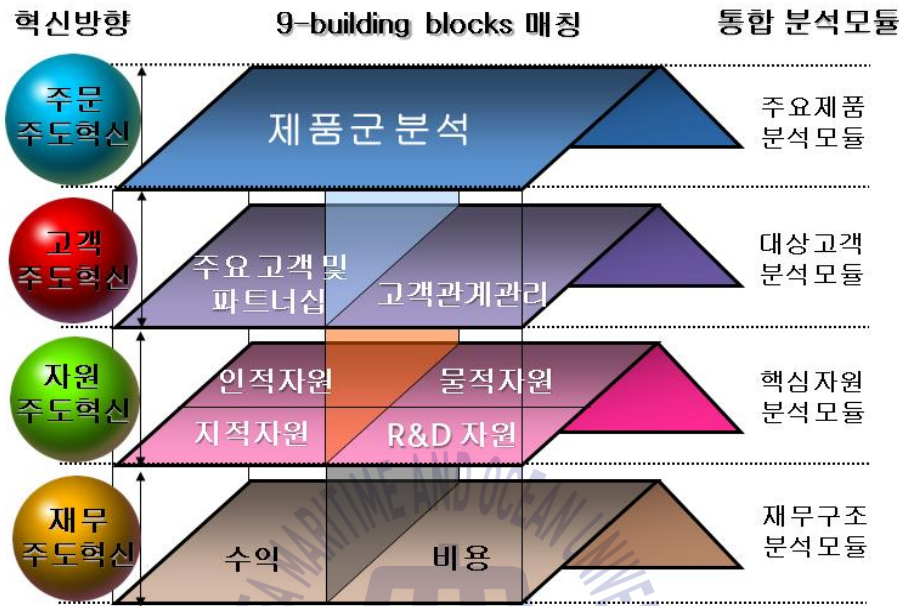 혁신방향
9-building blocks 매칭
통합 분석모듈
주문
주도혁신
제품군 분석
주요제품
분석모듈
고객
주도혁신
주요고객 및
파트너십
고객관계관리
대상고객
분석모듈
자원
주도혁신
인적자원
물적자원
지적자원
R&D 자원
핵심자원
분석모듈
재무
주도혁신
수익
비용
재무구조
분석모듈
EA MARITIME AND OCEAN UNIVE